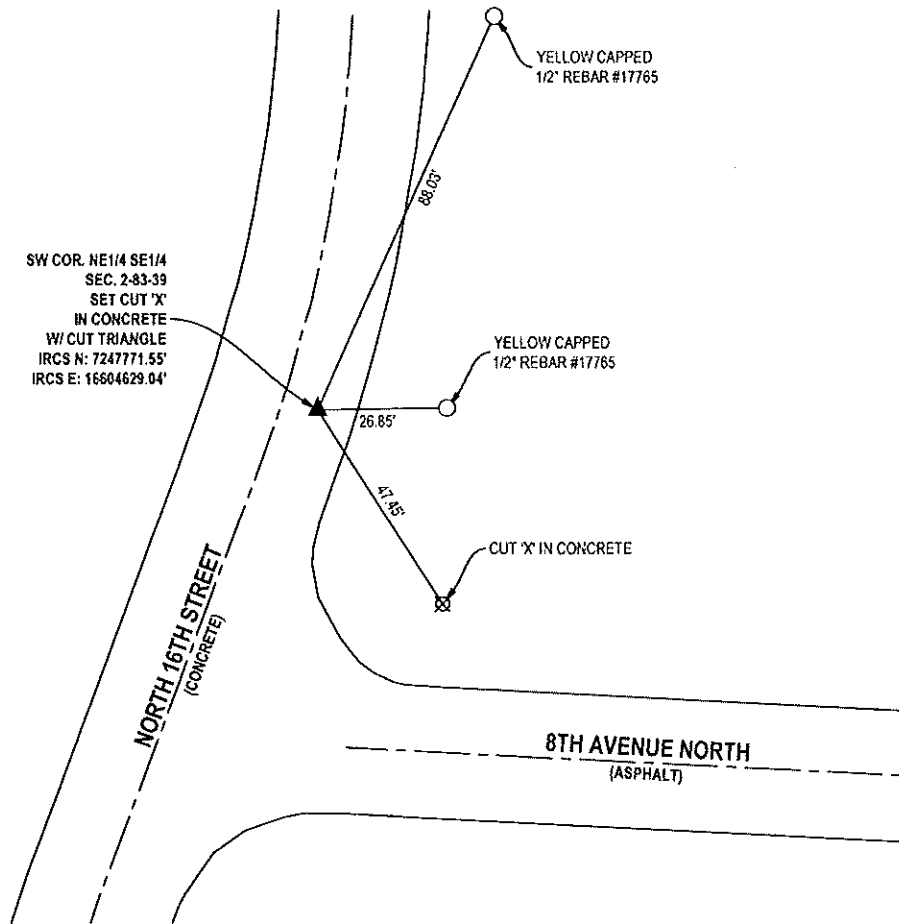 YELLOW CAPPED
1/2" REBAR #17765
88.03'
SW COR. NE1/4 SE1/4
SEC. 2-83-39
SET CUT 'X'
IN CONCRETE
W/ CUT TRIANGLE
IRCS N: 7247771.55'
IRCS E: 16604629.04'
YELLOW CAPPED
1/2" REBAR #17765
26.85'
47.45'
CUT 'X' IN CONCRETE
NORTH 16TH STREET
(CONCRETE)
8TH AVENUE NORTH
(ASPHALT)